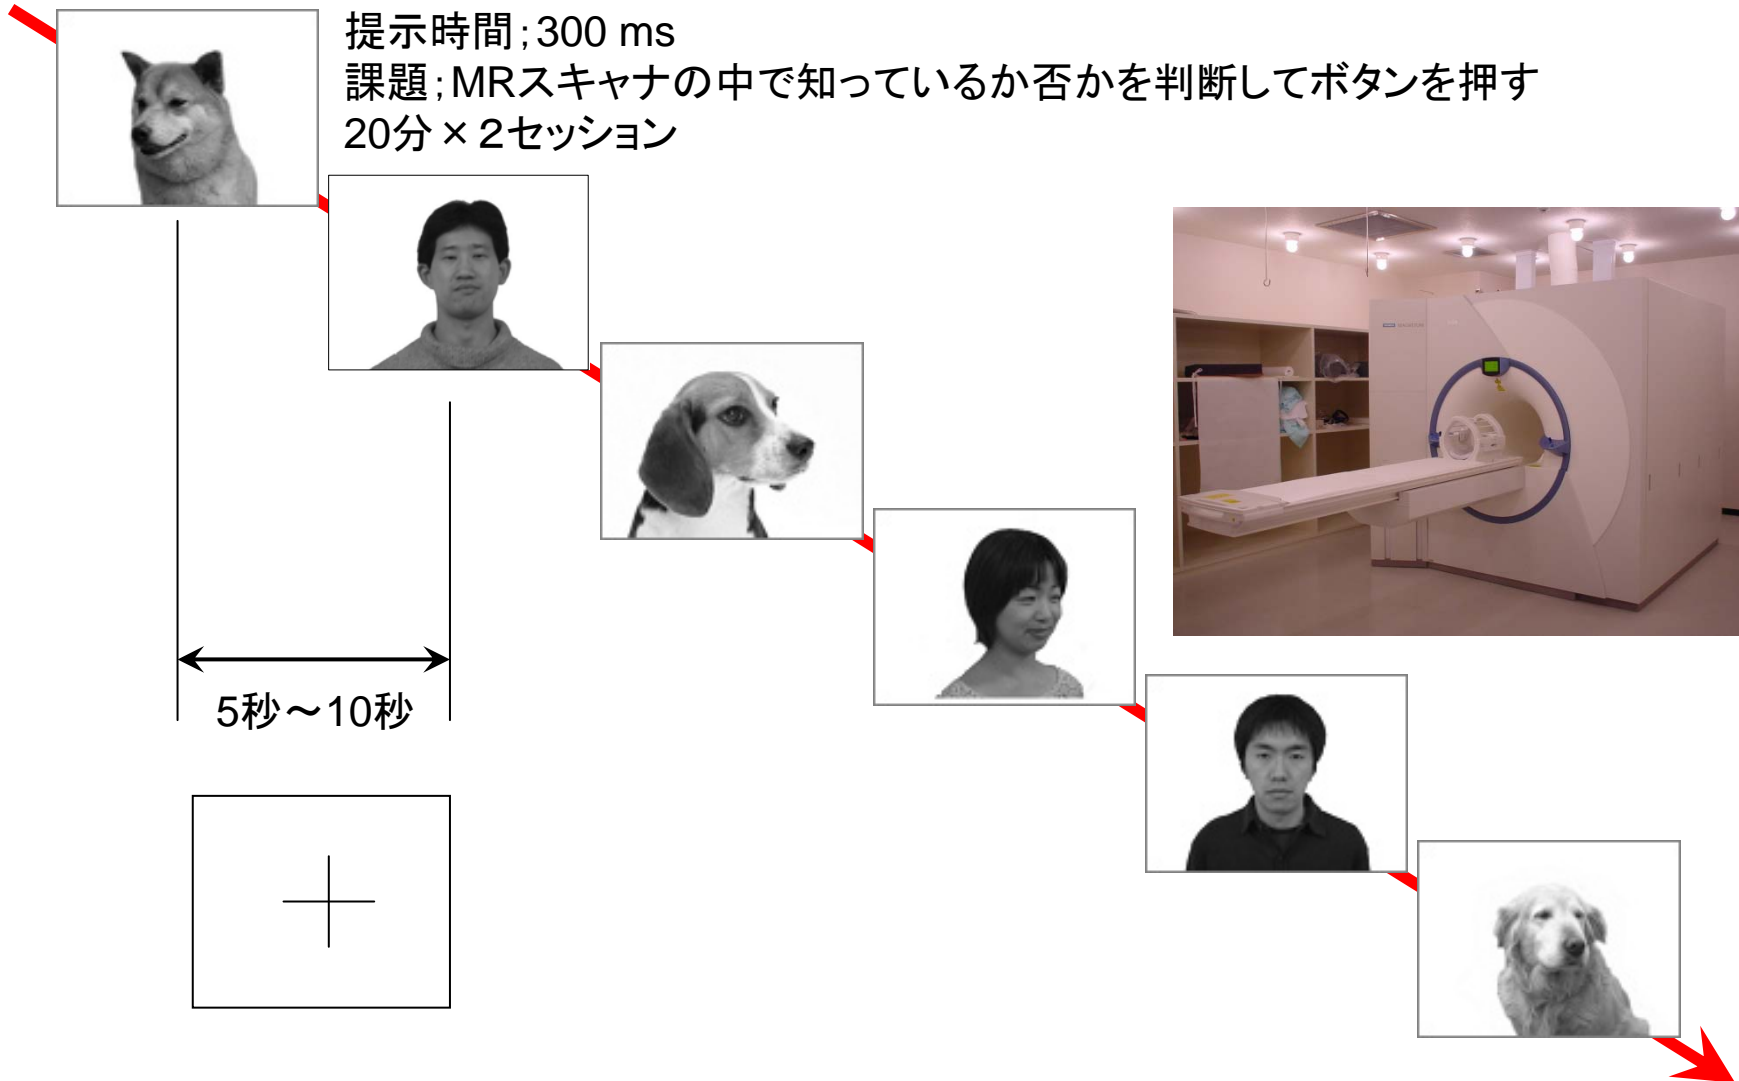 提示時間；300 ms
課題；MRスキャナの中で知っているか否かを判断してボタンを押す
20分×２セッション
5秒～10秒